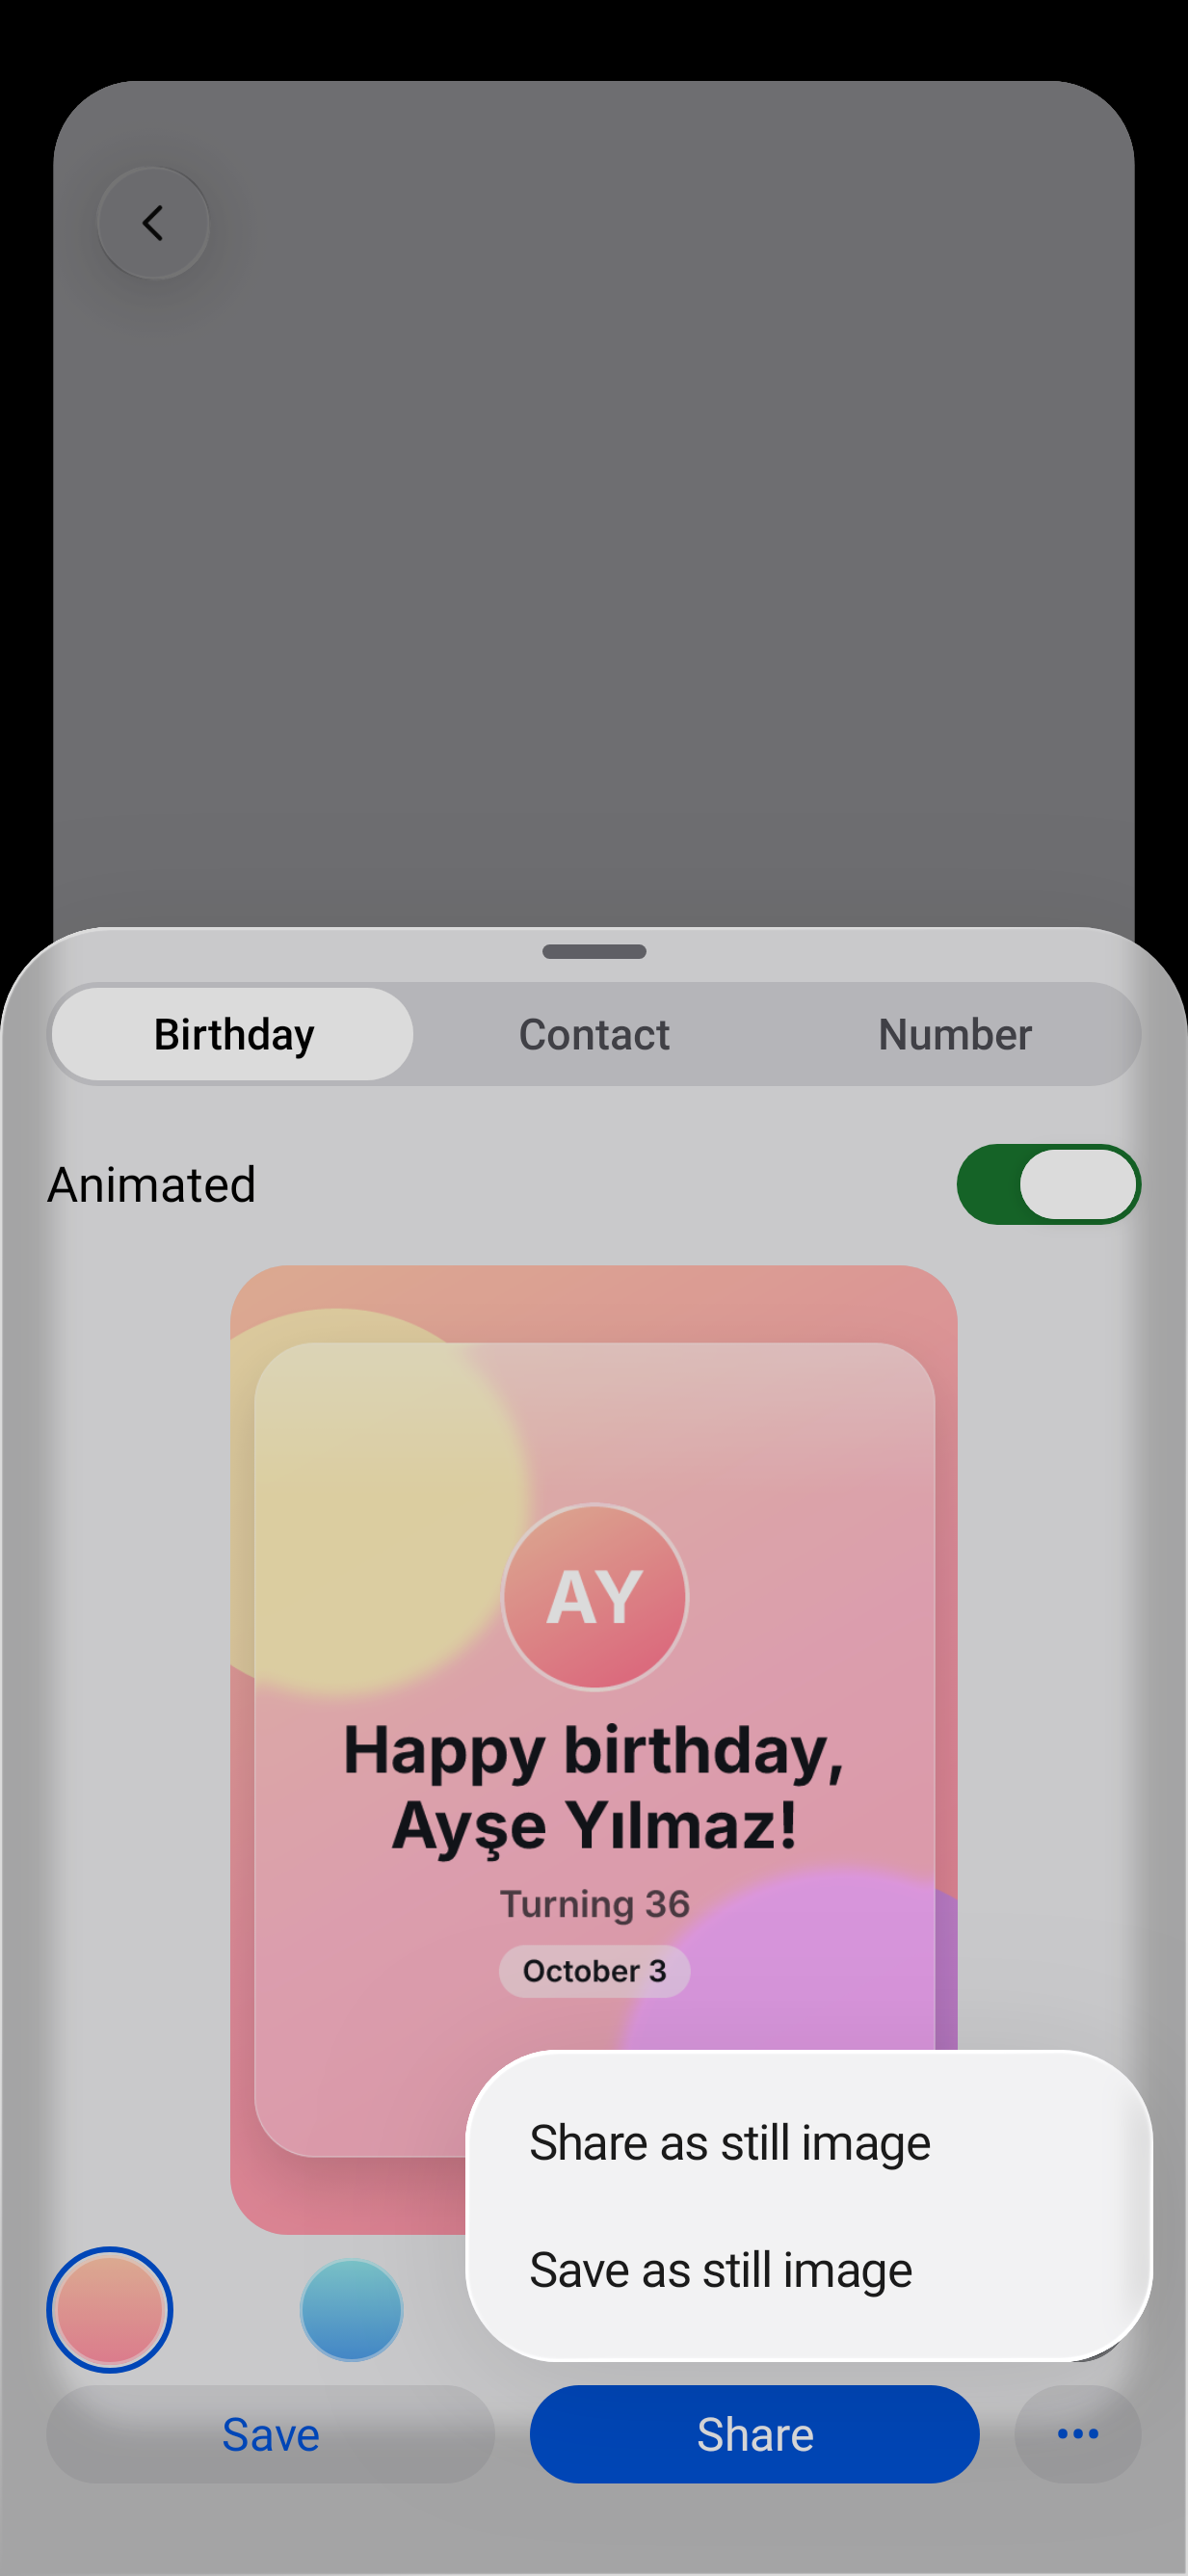 Birthday
Contact
Number
Animated
AY
Happy birthday,
Ayşe Yılmaz!
Turning 36
October 3
Share as still image
Save as still image
Save
Share